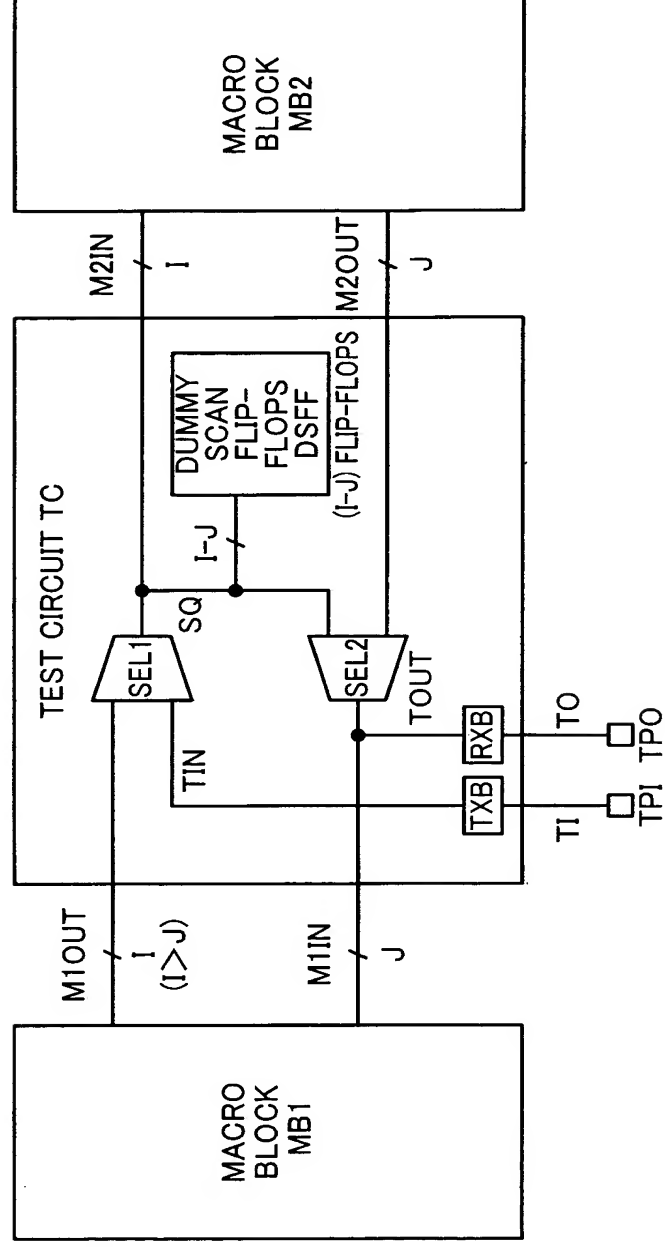 MACRO
BLOCK
MB1
M1OUT
I
(I>J)
M1IN
J
TEST CIRCUIT TC
SEL1
TIN
SQ
I-J
DUMMY
SCAN
FLIP-
FLOPS
DSFF
(I-J) FLIP-FLOPS
SEL2
TOUT
TXB
RXB
TI
TO
TPI
TPO
M2IN
I
M2OUT
J
MACRO
BLOCK
MB2